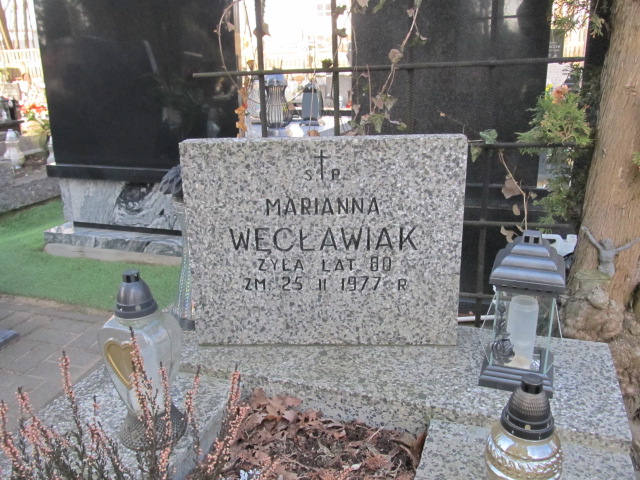 Ś P
MARIANNA
WĘCŁAWIAK
ŻYŁA LAT 80
ZM. 25 II 1977 R